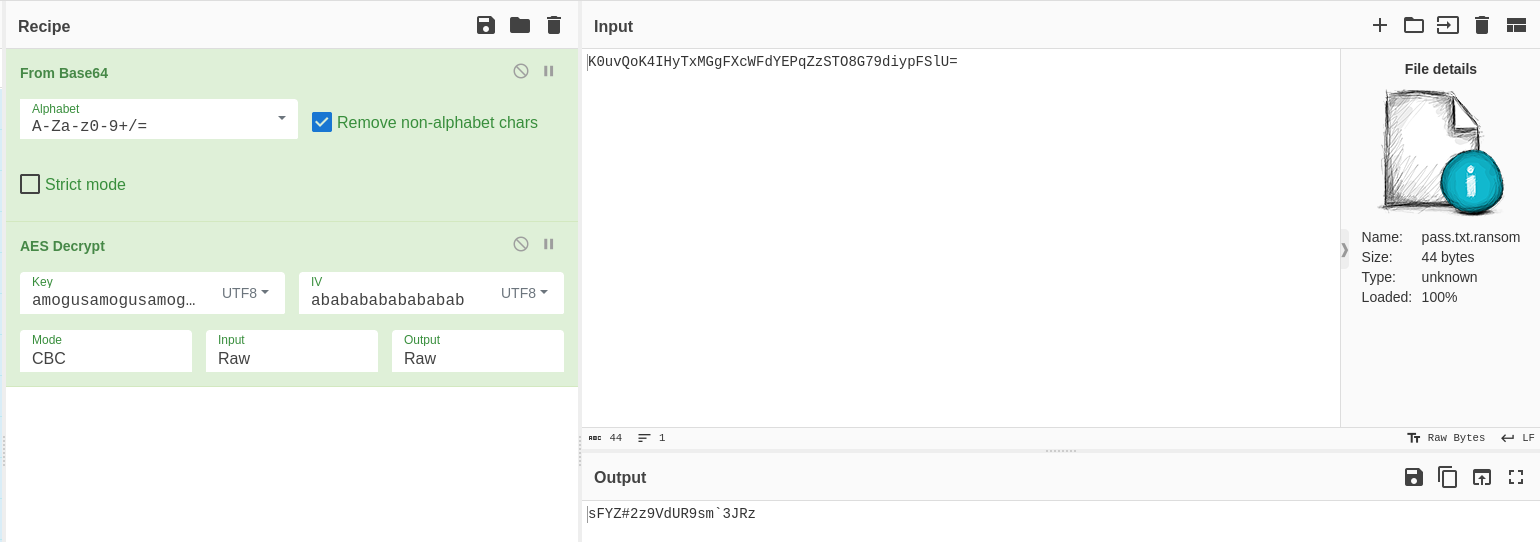 Recipe
From Base64
Alphabet
A-Za-z0-9+/=
Remove non-alphabet chars
Strict mode
AES Decrypt
Key
amogusamogusamog…
UTF8
IV
abababababababab
UTF8
Mode
CBC
Input
Raw
Output
Raw
Input
K0uvQoK4IHyTxMGgFXcWFdYEPqZzSTO8G79diypFSlU=
File details
Name: pass.txt.ransom
Size: 44 bytes
Type: unknown
Loaded: 100%
ABC 44 1
Raw Bytes LF
Output
sFYZ#2z9VdUR9sm`3JRz